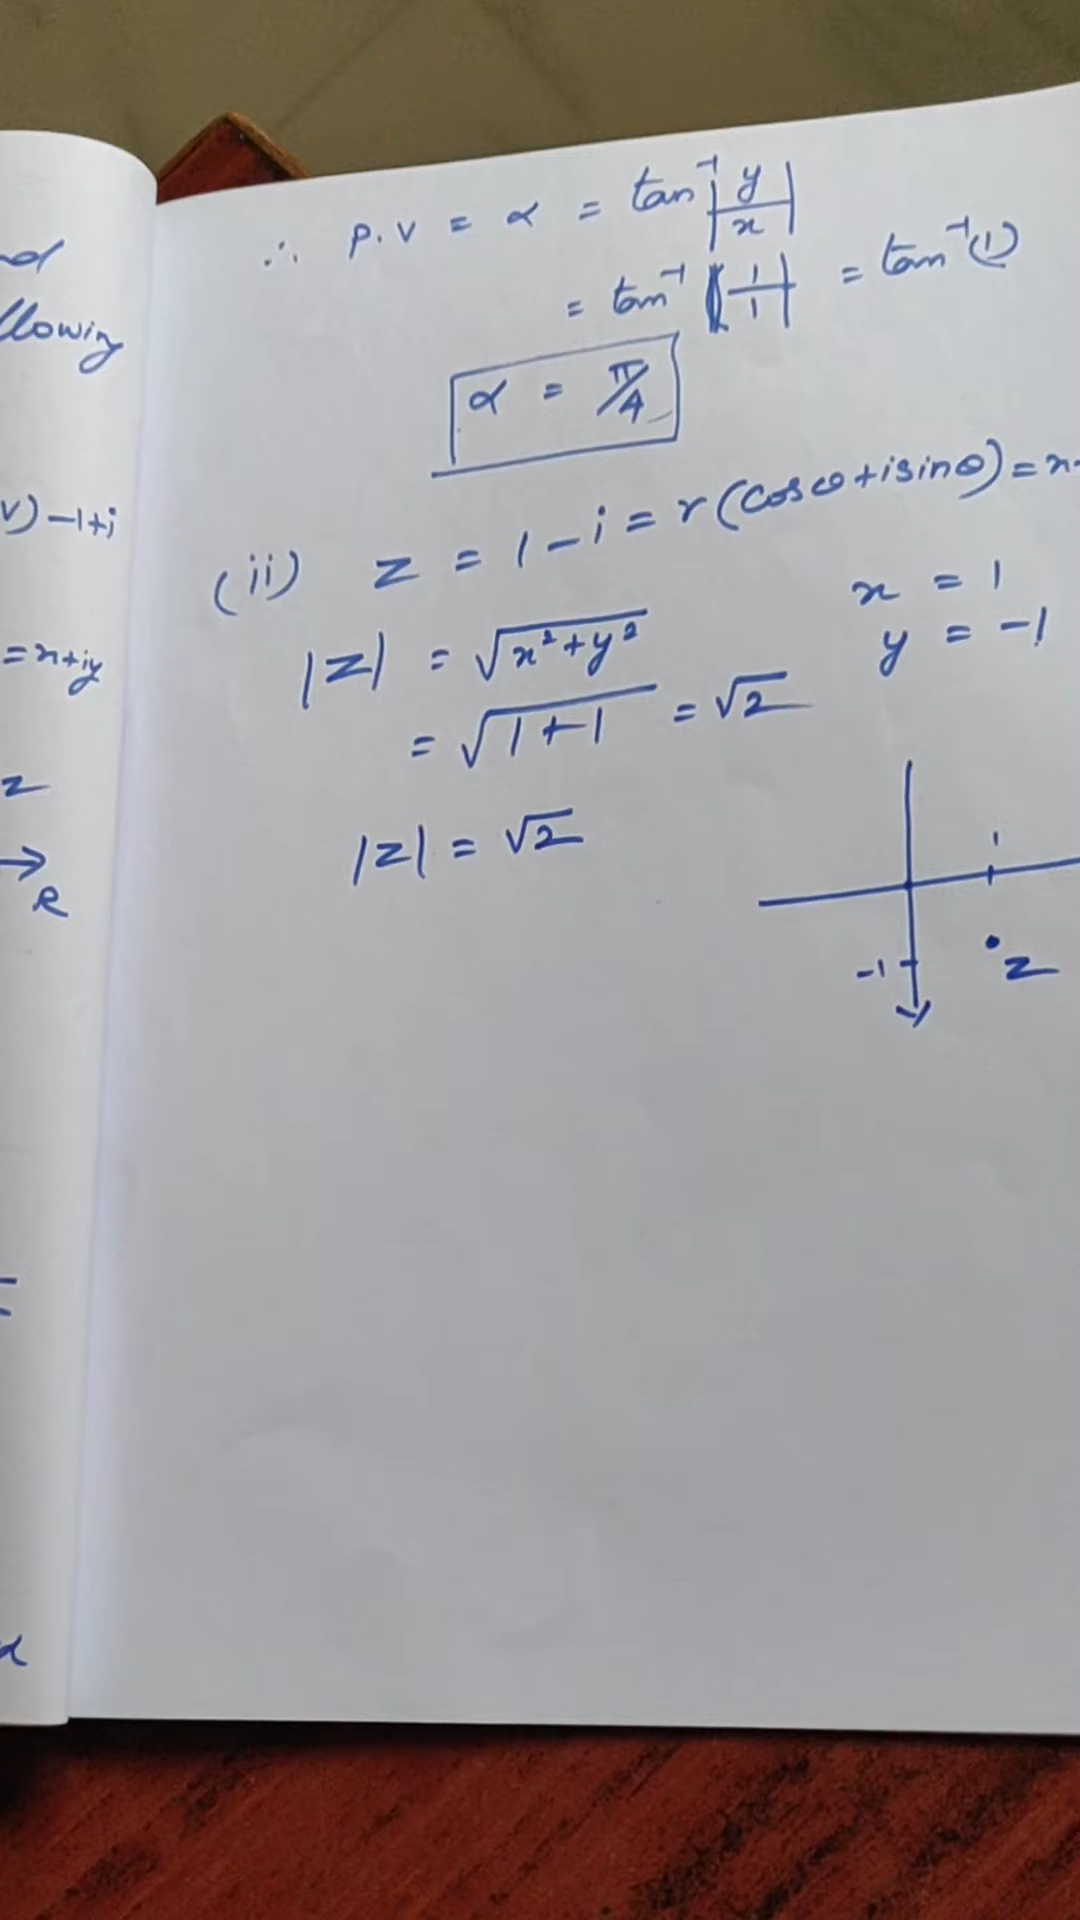 llowing
V) -1+i
= x+iy
z
R
=
α
∴ P.V = α = tan⁻¹ |y/x|
= tan⁻¹ |1/1| = tan⁻¹(1)
α = π/4
(ii) z = 1-i = r(cosθ+isinθ) = x+
x = 1
y = -1
|z| = √x²+y²
= √1+1 = √2
|z| = √2
1
-1
z